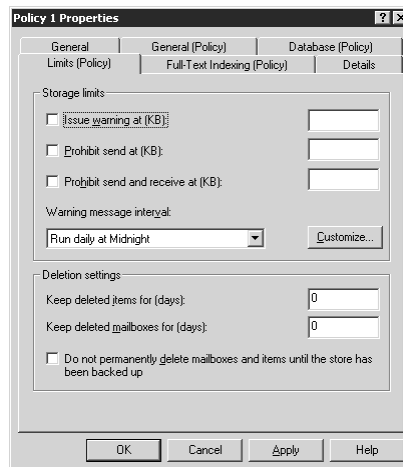 Policy 1 Properties
General
General (Policy)
Database (Policy)
Limits (Policy)
Full-Text Indexing (Policy)
Details
Storage limits
Issue warning at (KB):
Prohibit send at (KB):
Prohibit send and receive at (KB):
Warning message interval:
Run daily at Midnight
Customize...
Deletion settings
Keep deleted items for (days):
0
Keep deleted mailboxes for (days):
0
Do not permanently delete mailboxes and items until the store has
been backed up
OK
Cancel
Apply
Help